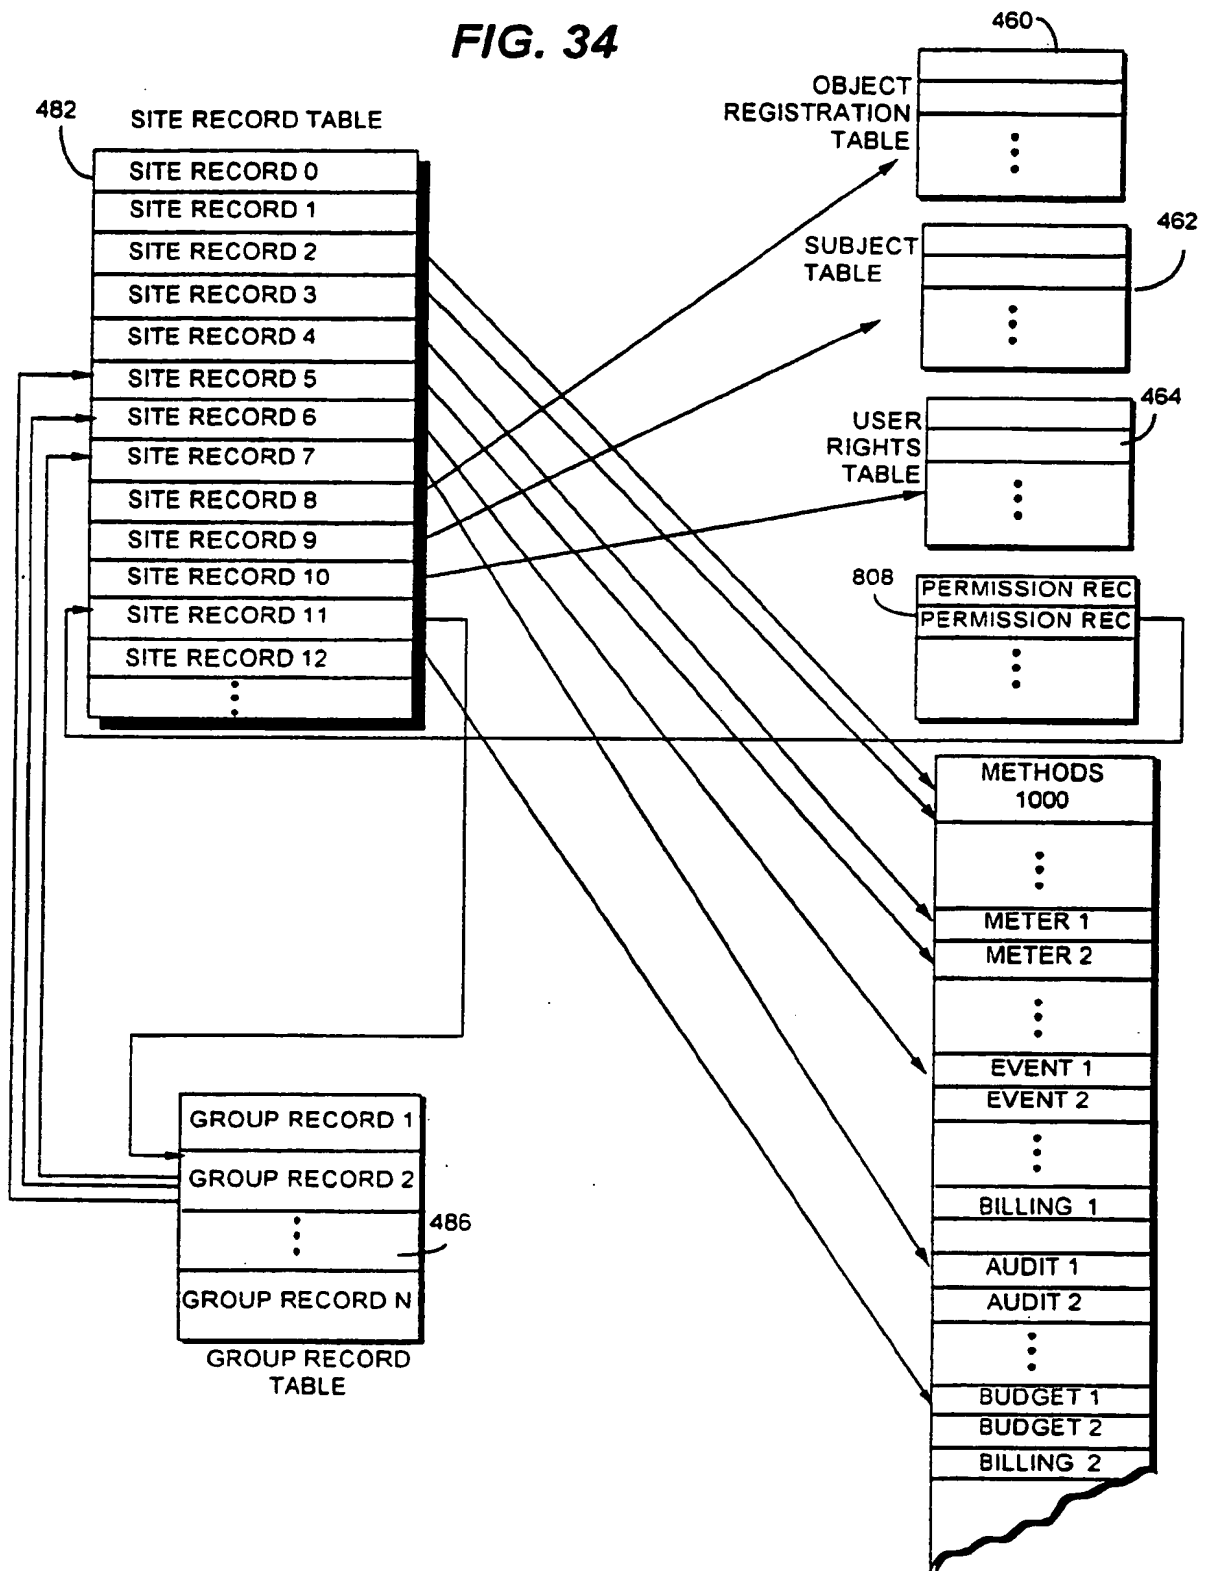 FIG. 34
460
OBJECT
REGISTRATION
TABLE
482
SITE RECORD TABLE
SITE RECORD 0
SITE RECORD 1
SITE RECORD 2
SITE RECORD 3
SITE RECORD 4
SITE RECORD 5
SITE RECORD 6
SITE RECORD 7
SITE RECORD 8
SITE RECORD 9
SITE RECORD 10
SITE RECORD 11
SITE RECORD 12
SUBJECT
TABLE
462
USER
RIGHTS
TABLE
464
808
PERMISSION REC
PERMISSION REC
METHODS
1000
METER 1
METER 2
EVENT 1
EVENT 2
BILLING 1
AUDIT 1
AUDIT 2
BUDGET 1
BUDGET 2
BILLING 2
GROUP RECORD 1
GROUP RECORD 2
486
GROUP RECORD N
GROUP RECORD
TABLE